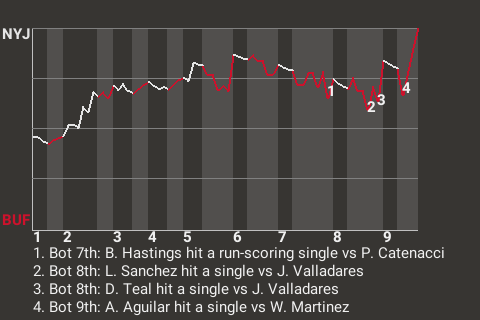 NYJ
1
2
3
4
BUF
1 2 3 4 5 6 7 8 9
1. Bot 7th: B. Hastings hit a run-scoring single vs P. Catenacci
2. Bot 8th: L. Sanchez hit a single vs J. Valladares
3. Bot 8th: D. Teal hit a single vs J. Valladares
4. Bot 9th: A. Aguilar hit a single vs W. Martinez